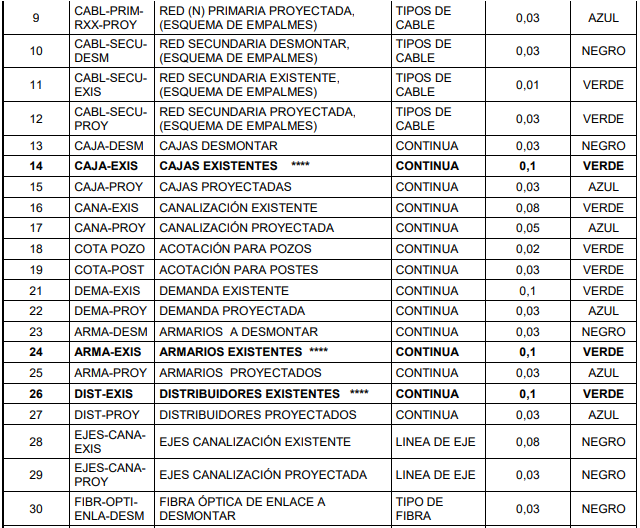 9 CABL-PRIM-RXX-PROY RED (N) PRIMARIA PROYECTADA, (ESQUEMA DE EMPALMES) TIPOS DE CABLE 0,03 AZUL
10 CABL-SECU-DESM RED SECUNDARIA DESMONTAR, (ESQUEMA DE EMPALMES) TIPOS DE CABLE 0,03 NEGRO
11 CABL-SECU-EXIS RED SECUNDARIA EXISTENTE, (ESQUEMA DE EMPALMES) TIPOS DE CABLE 0,01 VERDE
12 CABL-SECU-PROY RED SECUNDARIA PROYECTADA, (ESQUEMA DE EMPALMES) TIPOS DE CABLE 0,03 VERDE
13 CAJA-DESM CAJAS DESMONTAR CONTINUA 0,03 NEGRO
14 CAJA-EXIS CAJAS EXISTENTES **** CONTINUA 0,1 VERDE
15 CAJA-PROY CAJAS PROYECTADAS CONTINUA 0,03 AZUL
16 CANA-EXIS CANALIZACIÓN EXISTENTE CONTINUA 0,08 VERDE
17 CANA-PROY CANALIZACIÓN PROYECTADA CONTINUA 0,05 AZUL
18 COTA POZO ACOTACIÓN PARA POZOS CONTINUA 0,02 VERDE
19 COTA-POST ACOTACIÓN PARA POSTES CONTINUA 0,03 VERDE
21 DEMA-EXIS DEMANDA EXISTENTE CONTINUA 0,1 VERDE
22 DEMA-PROY DEMANDA PROYECTADA CONTINUA 0,03 AZUL
23 ARMA-DESM ARMARIOS A DESMONTAR CONTINUA 0,03 NEGRO
24 ARMA-EXIS ARMARIOS EXISTENTES **** CONTINUA 0,1 VERDE
25 ARMA-PROY ARMARIOS PROYECTADOS CONTINUA 0,03 AZUL
26 DIST-EXIS DISTRIBUIDORES EXISTENTES **** CONTINUA 0,1 VERDE
27 DIST-PROY DISTRIBUIDORES PROYECTADOS CONTINUA 0,03 AZUL
28 EJES-CANA-EXIS EJES CANALIZACIÓN EXISTENTE LINEA DE EJE 0,08 NEGRO
29 EJES-CANA-PROY EJES CANALIZACIÓN PROYECTADA LINEA DE EJE 0,03 NEGRO
30 FIBR-OPTI-ENLA-DESM FIBRA ÓPTICA DE ENLACE A DESMONTAR TIPO DE FIBRA 0,03 NEGRO